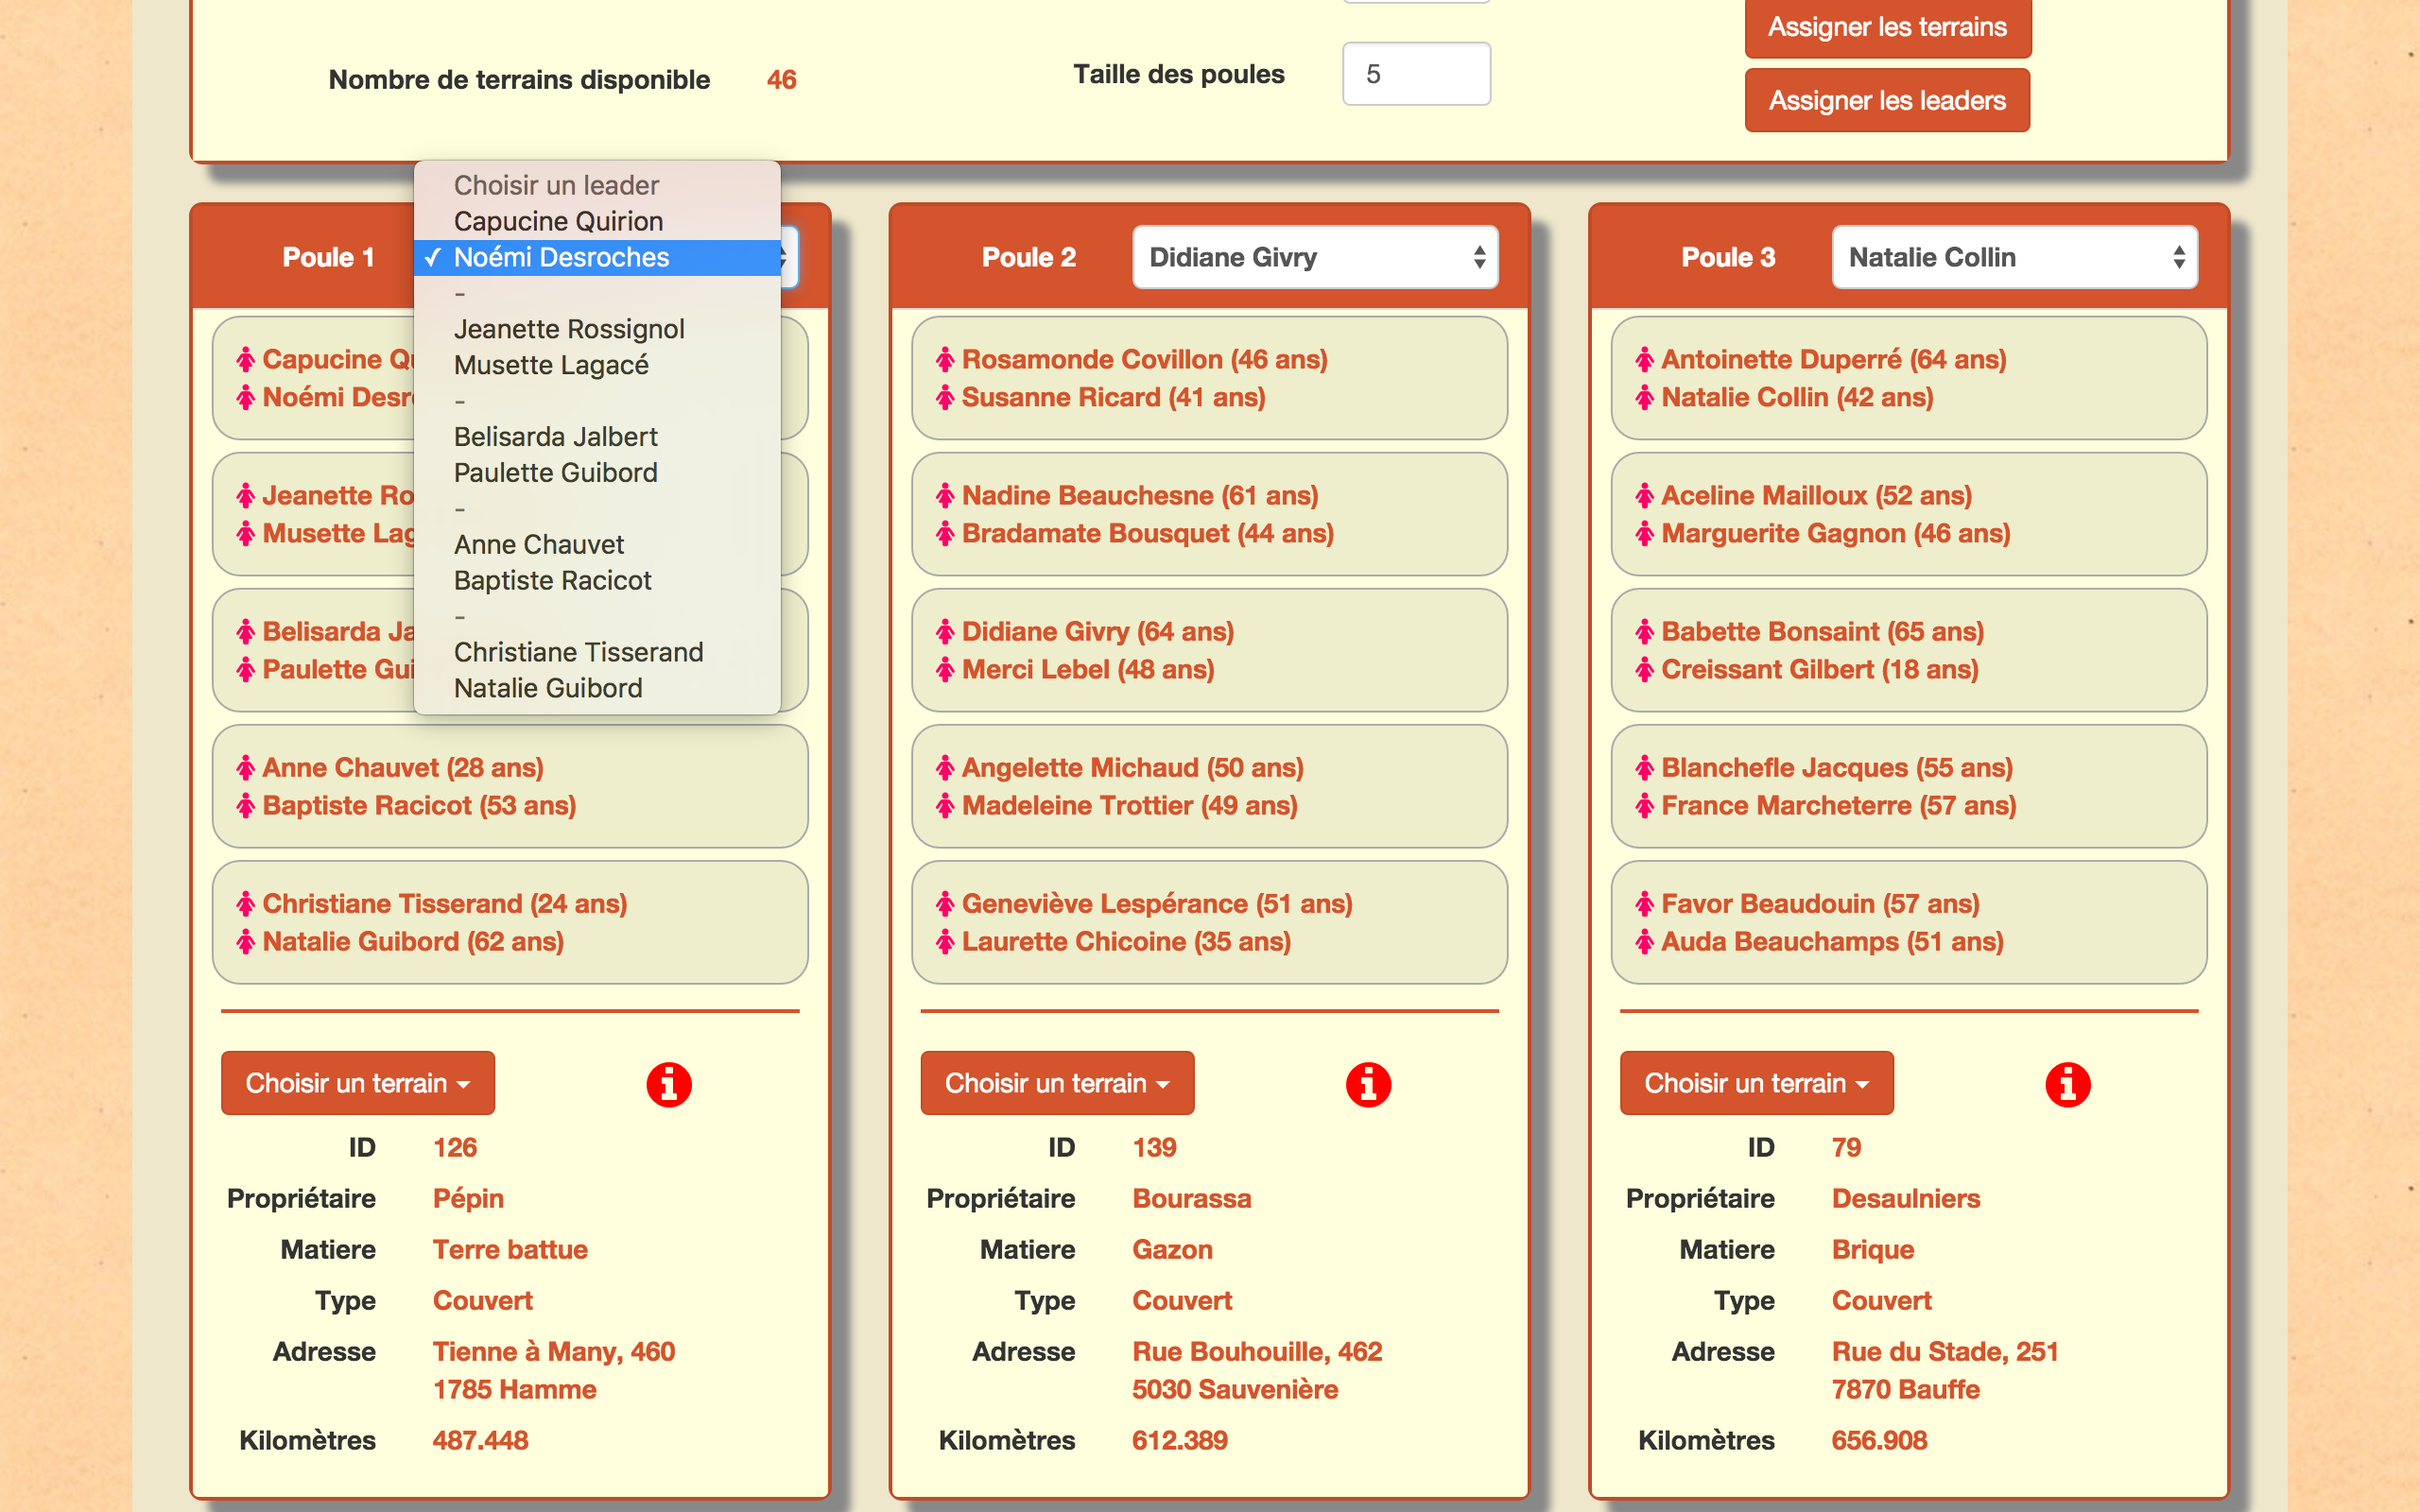 Assigner les terrains
Nombre de terrains disponible 46
Taille des poules 5
Assigner les leaders
Poule 1
Choisir un leader
Capucine Quirion
✓ Noémi Desroches
-
Jeanette Rossignol
Musette Lagacé
-
Belisarda Jalbert
Paulette Guibord
-
Anne Chauvet
Baptiste Racicot
-
Christiane Tisserand
Natalie Guibord
Capucine Qu
Noémi Desr
Jeanette Ro
Musette Lag
Belisarda Ja
Paulette Gui
Anne Chauvet (28 ans)
Baptiste Racicot (53 ans)
Christiane Tisserand (24 ans)
Natalie Guibord (62 ans)
Choisir un terrain
ID 126
Propriétaire Pépin
Matiere Terre battue
Type Couvert
Adresse Tienne à Many, 460
1785 Hamme
Kilomètres 487.448
Poule 2 Didiane Givry
Rosamonde Covillon (46 ans)
Susanne Ricard (41 ans)
Nadine Beauchesne (61 ans)
Bradamate Bousquet (44 ans)
Didiane Givry (64 ans)
Merci Lebel (48 ans)
Angelette Michaud (50 ans)
Madeleine Trottier (49 ans)
Geneviève Lespérance (51 ans)
Laurette Chicoine (35 ans)
Choisir un terrain
ID 139
Propriétaire Bourassa
Matiere Gazon
Type Couvert
Adresse Rue Bouhouille, 462
5030 Sauvenière
Kilomètres 612.389
Poule 3 Natalie Collin
Antoinette Duperré (64 ans)
Natalie Collin (42 ans)
Aceline Mailloux (52 ans)
Marguerite Gagnon (46 ans)
Babette Bonsaint (65 ans)
Creissant Gilbert (18 ans)
Blanchefle Jacques (55 ans)
France Marcheterre (57 ans)
Favor Beaudouin (57 ans)
Auda Beauchamps (51 ans)
Choisir un terrain
ID 79
Propriétaire Desaulniers
Matiere Brique
Type Couvert
Adresse Rue du Stade, 251
7870 Bauffe
Kilomètres 656.908